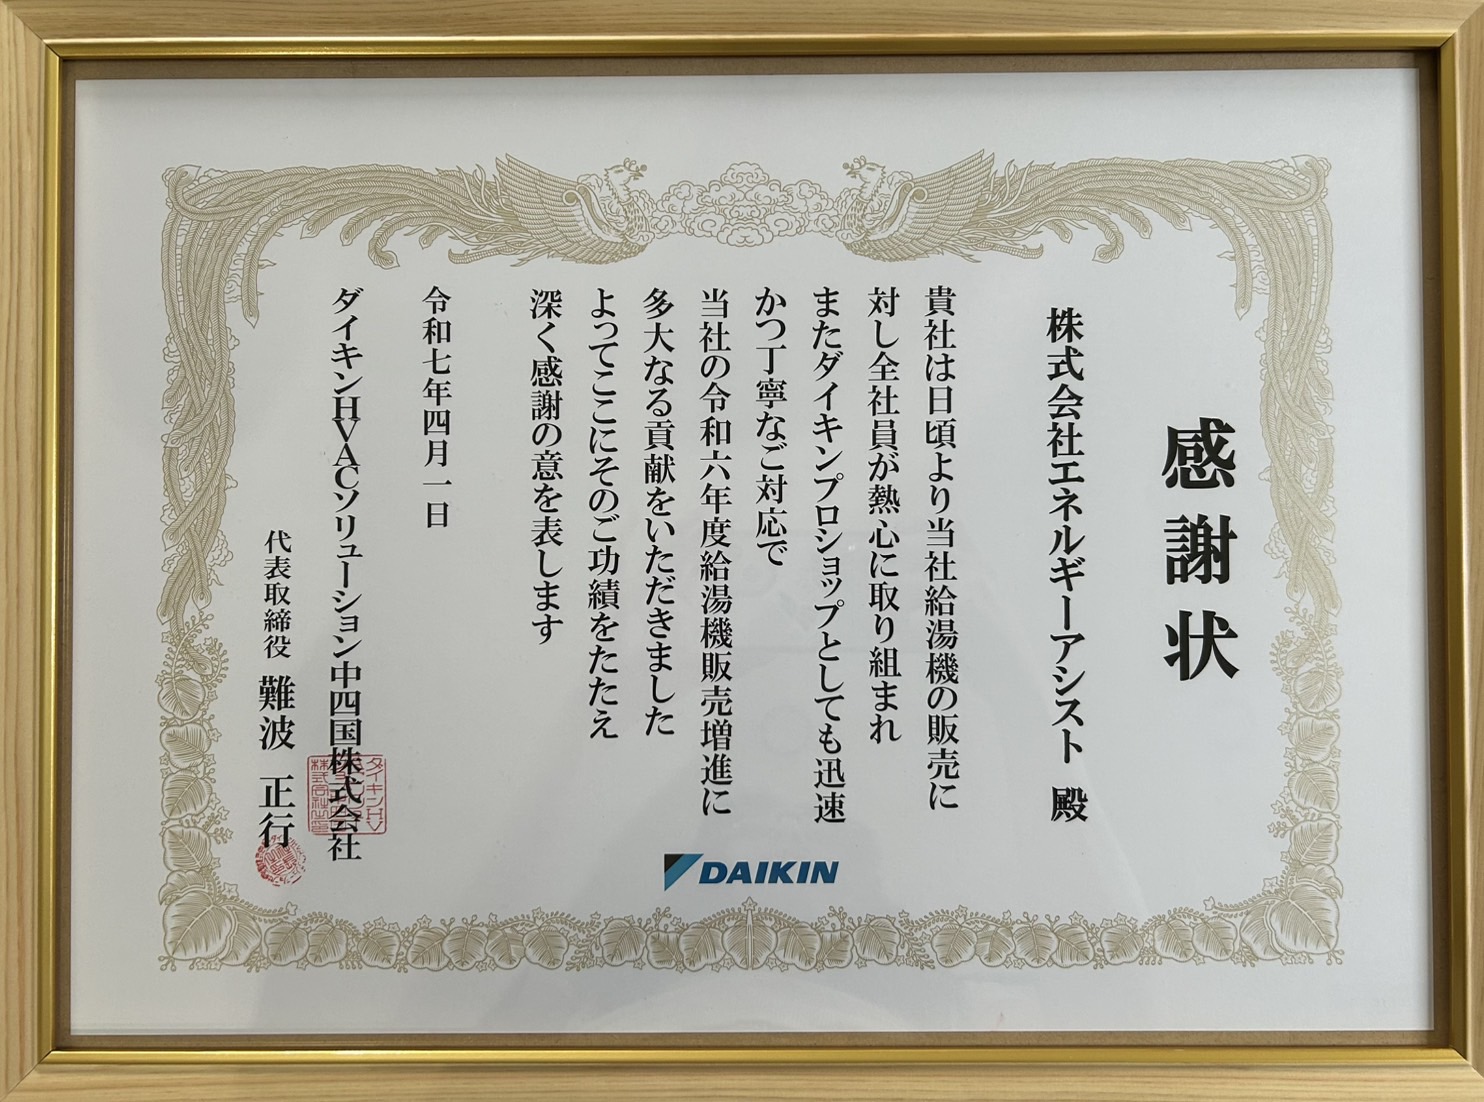 感謝状
株式会社エネルギーアシスト 殿
貴社は日頃より当社給湯機の販売に
対し全社員が熱心に取り組まれ
またダイキンプロショップとしても迅速
かつ丁寧なご対応で
当社の令和六年度給湯機販売増進に
多大なる貢献をいただきました
よってここにそのご功績をたたえ
深く感謝の意を表します
令和七年四月一日
ダイキンHVACソリューション中四国株式会社
代表取締役 難波 正行
DAIKIN